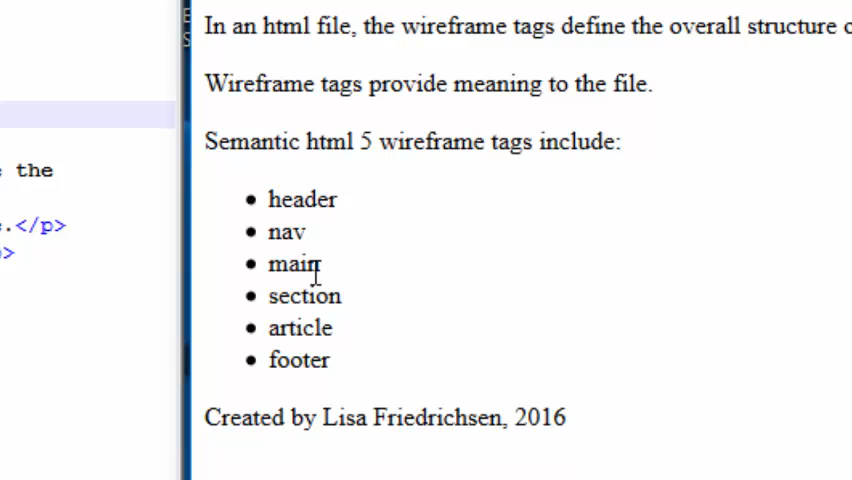 In an html file, the wireframe tags define the overall structure
Wireframe tags provide meaning to the file.
Semantic html 5 wireframe tags include:
the
.</p>
>
header
nav
main
section
article
footer
Created by Lisa Friedrichsen, 2016